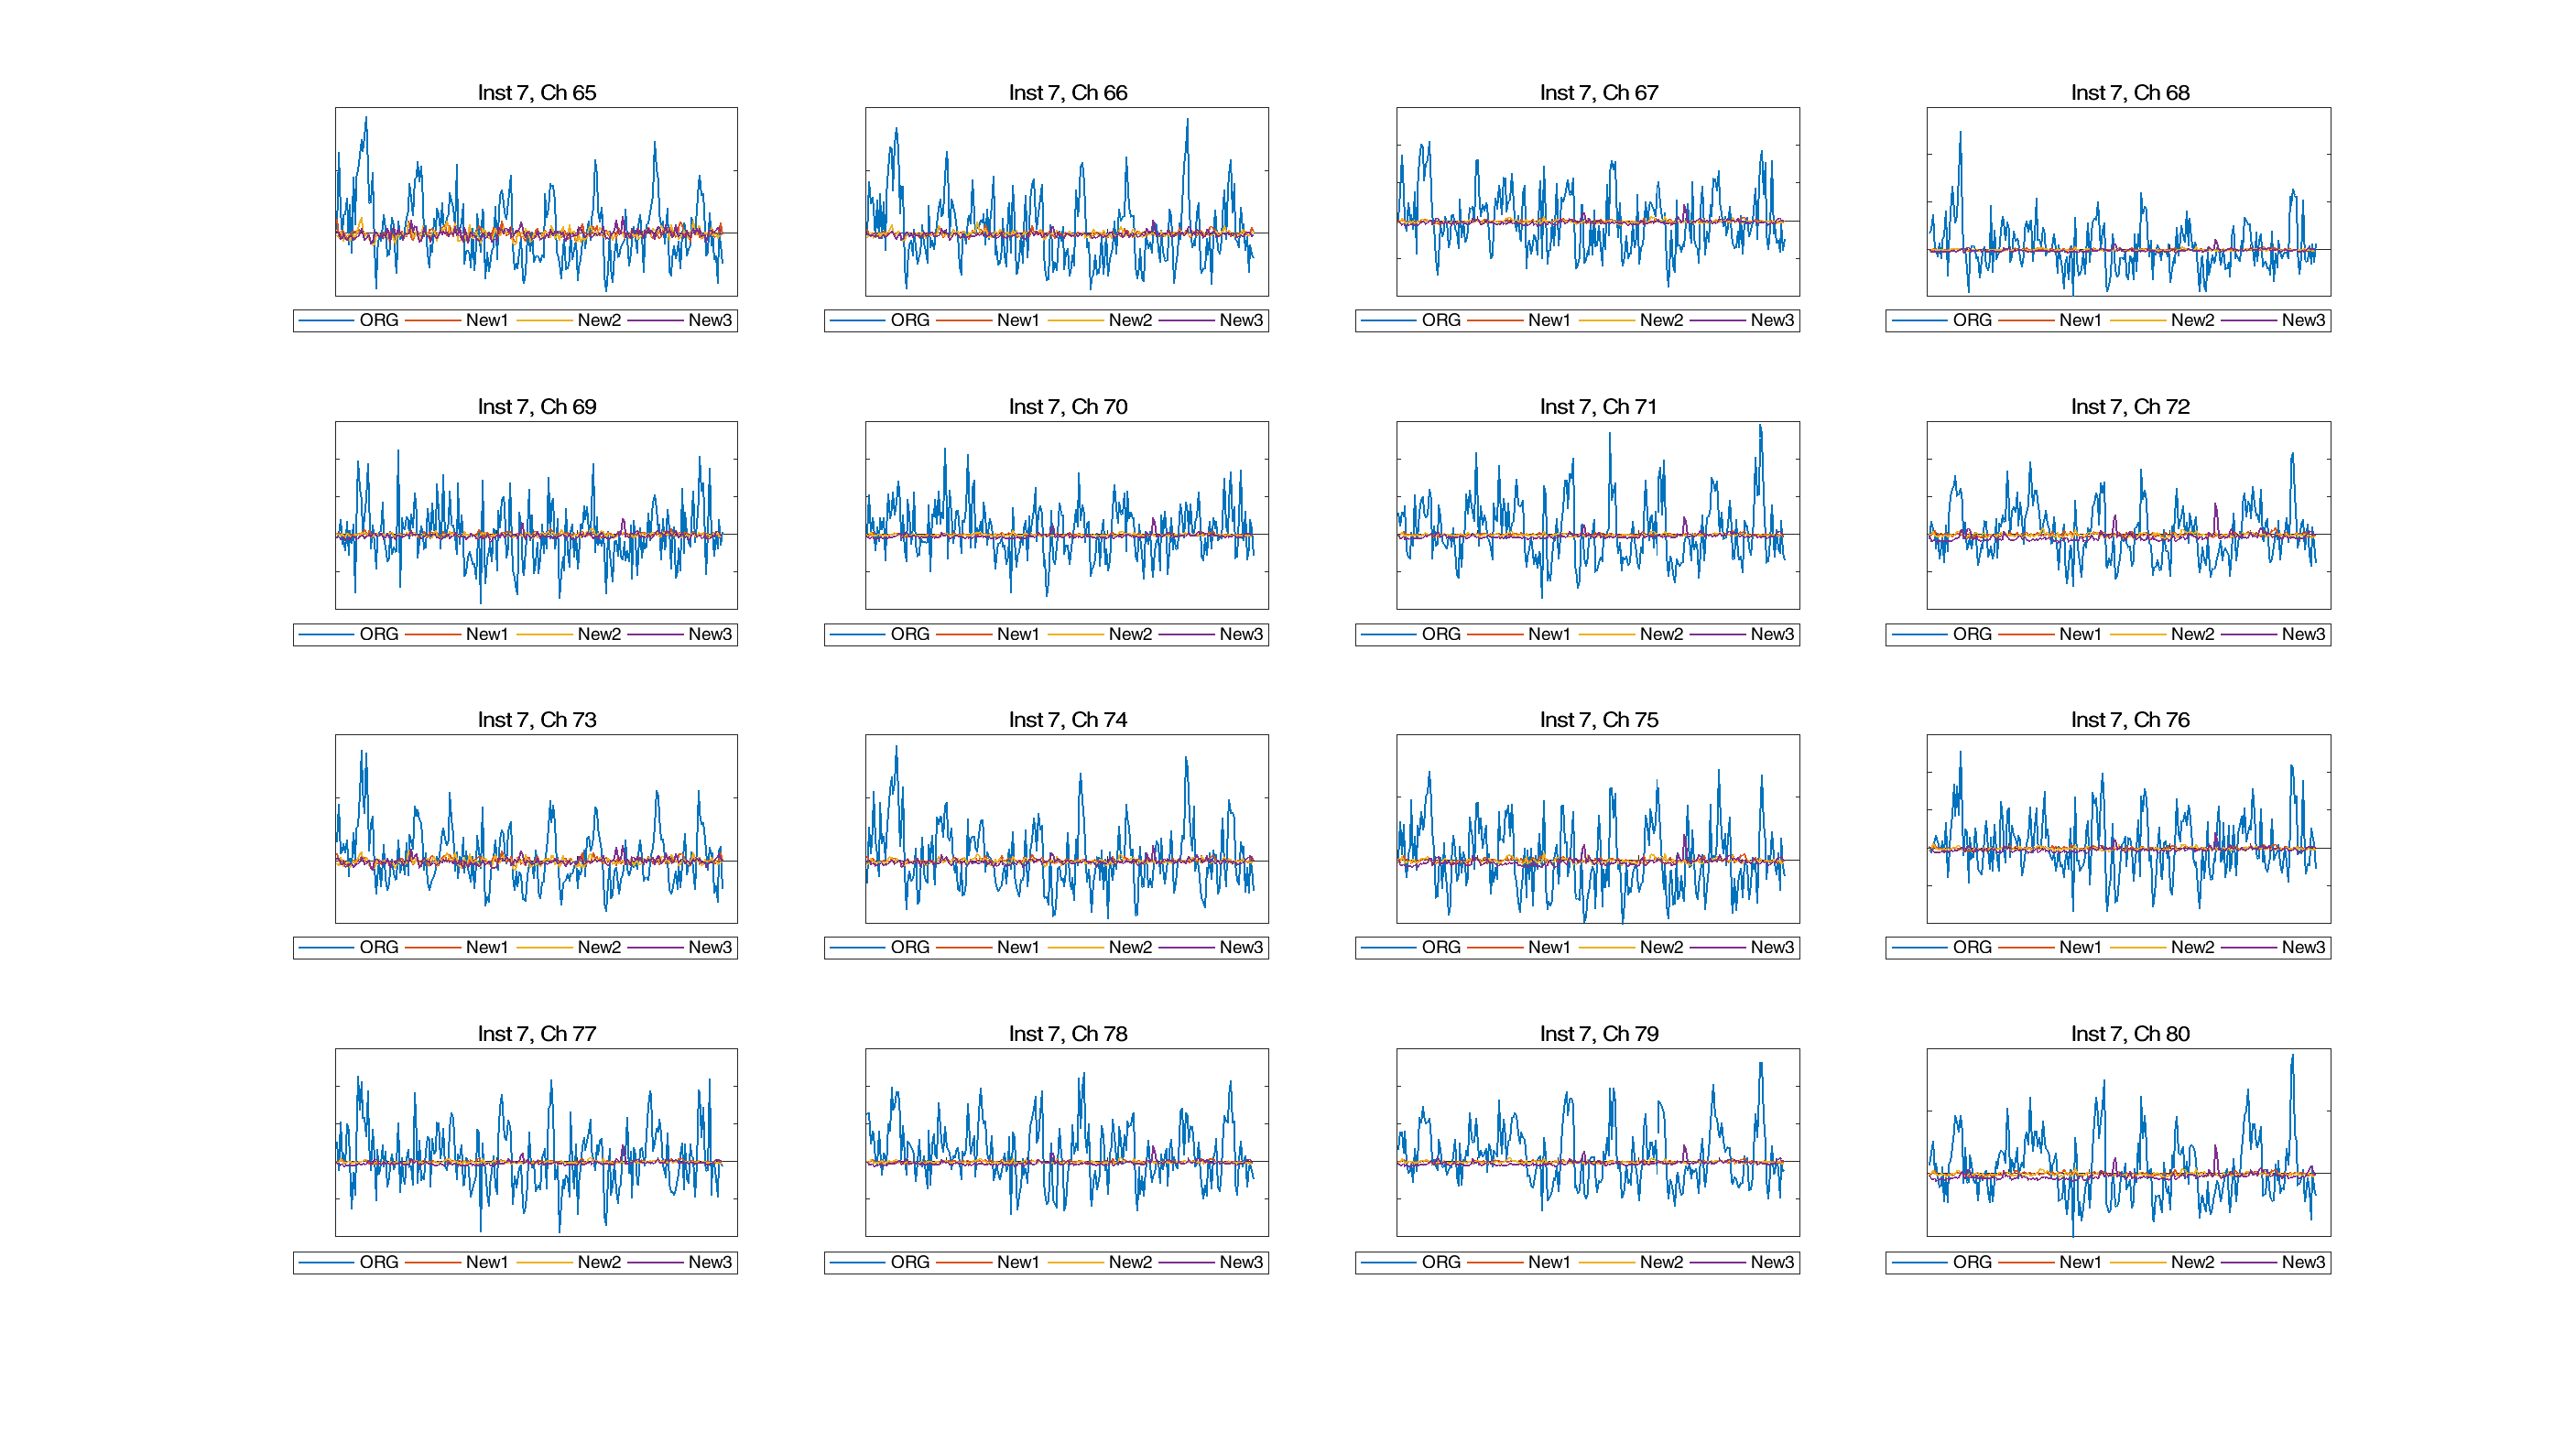 Inst 7, Ch 65
ORG New1 New2 New3
Inst 7, Ch 66
ORG New1 New2 New3
Inst 7, Ch 67
ORG New1 New2 New3
Inst 7, Ch 68
ORG New1 New2 New3
Inst 7, Ch 69
ORG New1 New2 New3
Inst 7, Ch 70
ORG New1 New2 New3
Inst 7, Ch 71
ORG New1 New2 New3
Inst 7, Ch 72
ORG New1 New2 New3
Inst 7, Ch 73
ORG New1 New2 New3
Inst 7, Ch 74
ORG New1 New2 New3
Inst 7, Ch 75
ORG New1 New2 New3
Inst 7, Ch 76
ORG New1 New2 New3
Inst 7, Ch 77
ORG New1 New2 New3
Inst 7, Ch 78
ORG New1 New2 New3
Inst 7, Ch 79
ORG New1 New2 New3
Inst 7, Ch 80
ORG New1 New2 New3